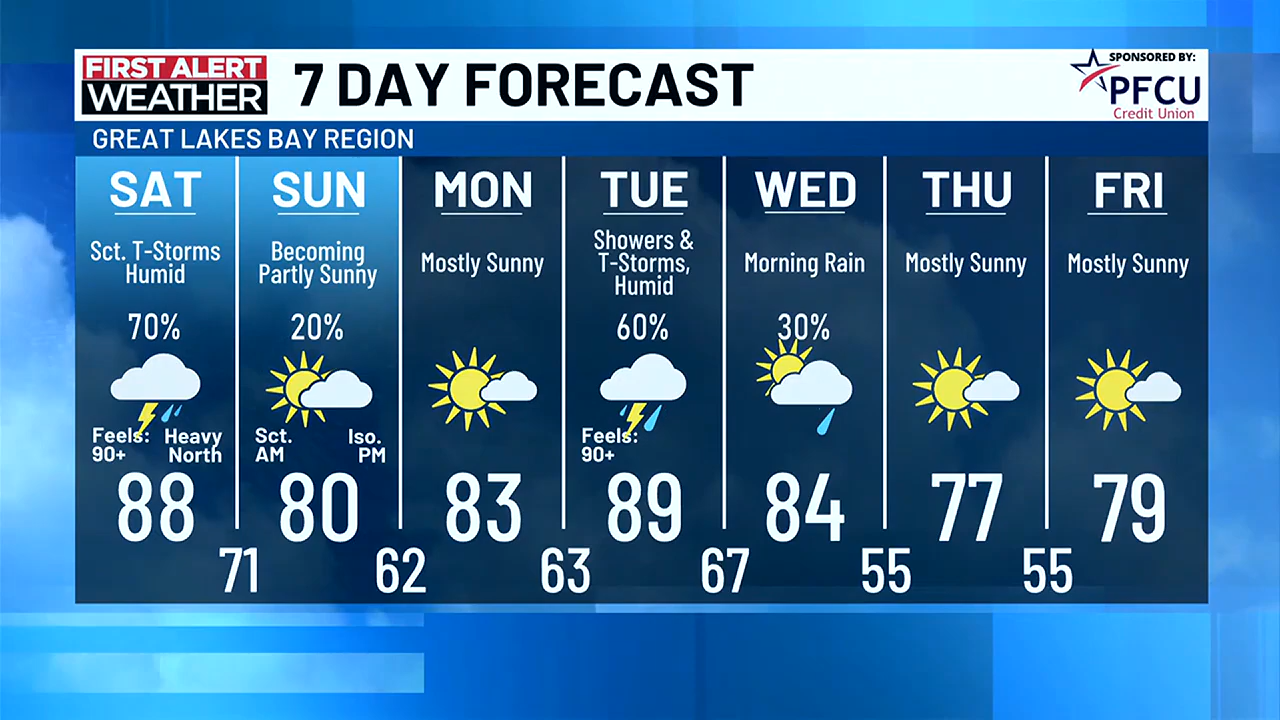 FIRST ALERT
WEATHER
7 DAY FORECAST
SPONSORED BY:
PFCU
Credit Union
GREAT LAKES BAY REGION
SAT
Sct. T-Storms
Humid
70%
Feels:
90+
Heavy
North
88
SUN
Becoming
Partly Sunny
20%
Sct.
AM
Iso.
PM
80
MON
Mostly Sunny
83
TUE
Showers &
T-Storms,
Humid
60%
Feels:
90+
89
WED
Morning Rain
30%
84
THU
Mostly Sunny
77
FRI
Mostly Sunny
79
71
62
63
67
55
55